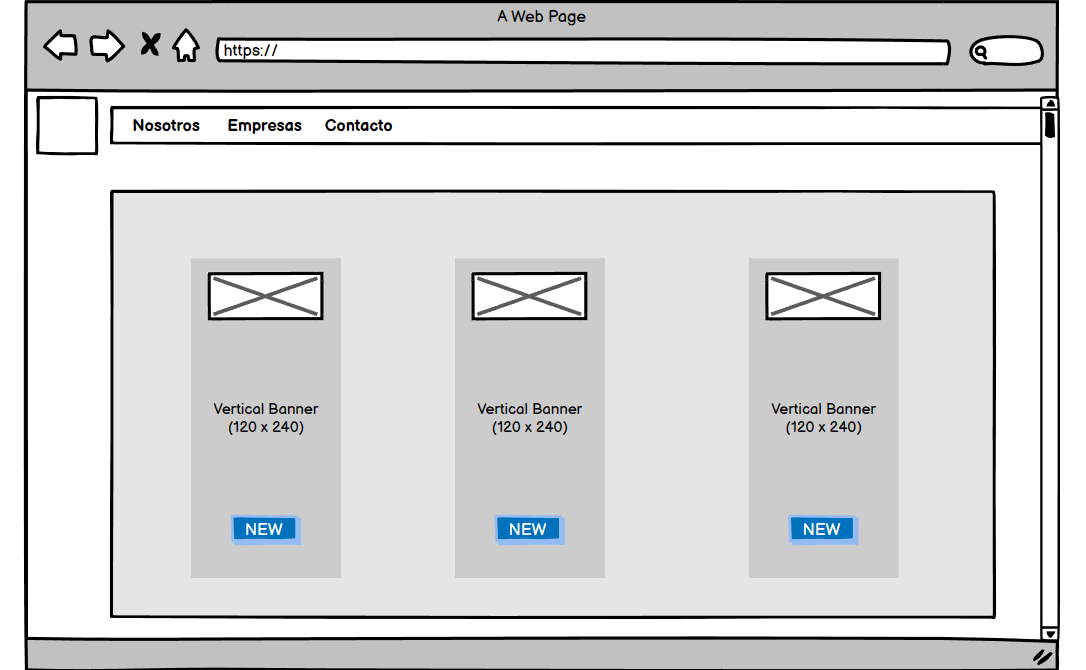 A Web Page
https://
Nosotros Empresas Contacto
Vertical Banner
(120 x 240)
NEW
Vertical Banner
(120 x 240)
NEW
Vertical Banner
(120 x 240)
NEW